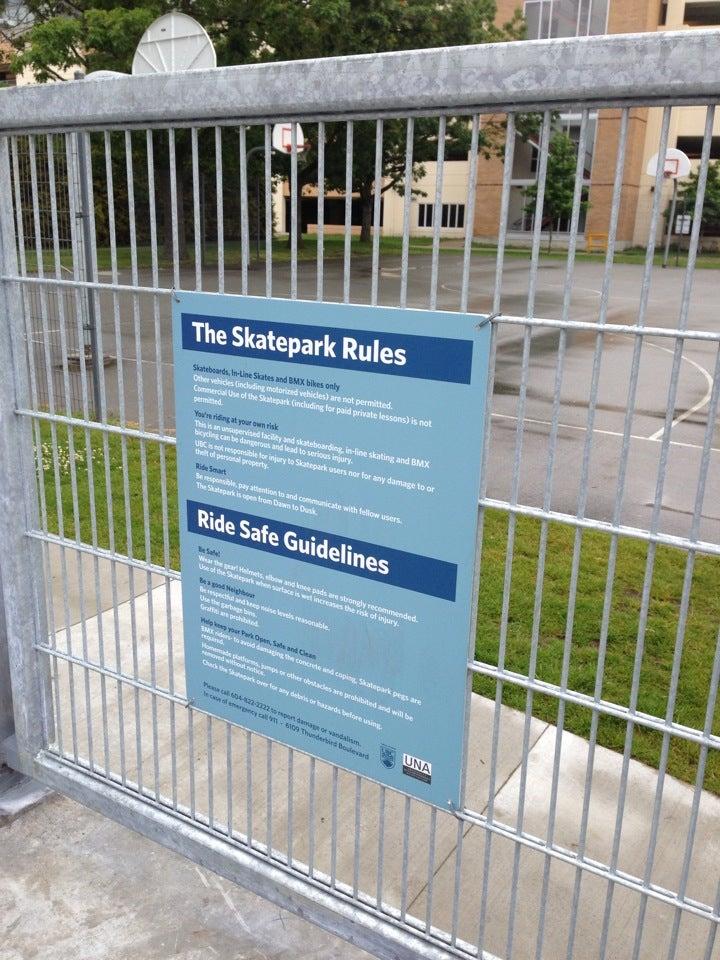 The Skatepark Rules
Skateboards, In-Line Skates and BMX bikes only
Other vehicles (including motorized vehicles) are not permitted.
Commercial Use of the Skatepark (including for paid private lessons) is not
permitted.
You're riding at your own risk
This is an unsupervised facility and skateboarding, in-line skating and BMX
bicycling can be dangerous and lead to serious injury.
UBC is not responsible for injury to Skatepark users nor for any damage to or
theft of personal property.
Ride Smart
Be responsible, pay attention to and communicate with fellow users.
The Skatepark is open from Dawn to Dusk.
Ride Safe Guidelines
Be Safe!
Wear the gear! Helmets, elbow and knee pads are strongly recommended.
Use of the Skatepark when surface is wet increases the risk of injury.
Be a good Neighbour
Be respectful and keep noise levels reasonable.
Use the garbage bins.
Graffiti are prohibited.
Help keep your Park Open, Safe and Clean
BMX riders- to avoid damaging the concrete and coping, Skatepark pegs are
required.
Homemade platforms, jumps or other obstacles are prohibited and will be
removed without notice.
Check the Skatepark over for any debris or hazards before using.
Please call 604-822-2222 to report damage or vandalism.
In case of emergency call 911 - 6109 Thunderbird Boulevard
UBC
UNA